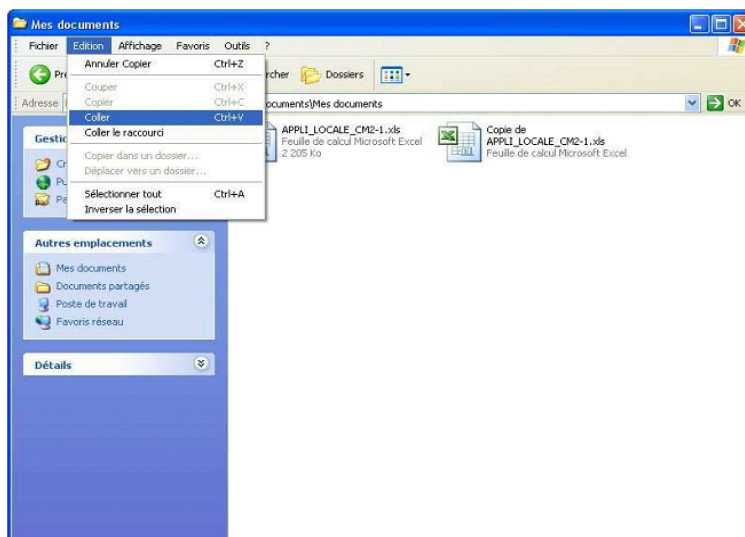 Mes documents
Fichier Edition Affichage Favoris Outils ?
Annuler Copier Ctrl+Z
Couper Ctrl+X
Copier Ctrl+C
Coller Ctrl+V
Coller le raccourci
Copier dans un dossier...
Déplacer vers un dossier...
Sélectionner tout Ctrl+A
Inverser la sélection
Dossiers
Adresse ocuments\Mes documents OK
APPLI_LOCALE_CM2-1.xls
Feuille de calcul Microsoft Excel
2 205 Ko
Copie de
APPLI_LOCALE_CM2-1.xls
Feuille de calcul Microsoft Excel
Autres emplacements
Mes documents
Documents partagés
Poste de travail
Favoris réseau
Détails